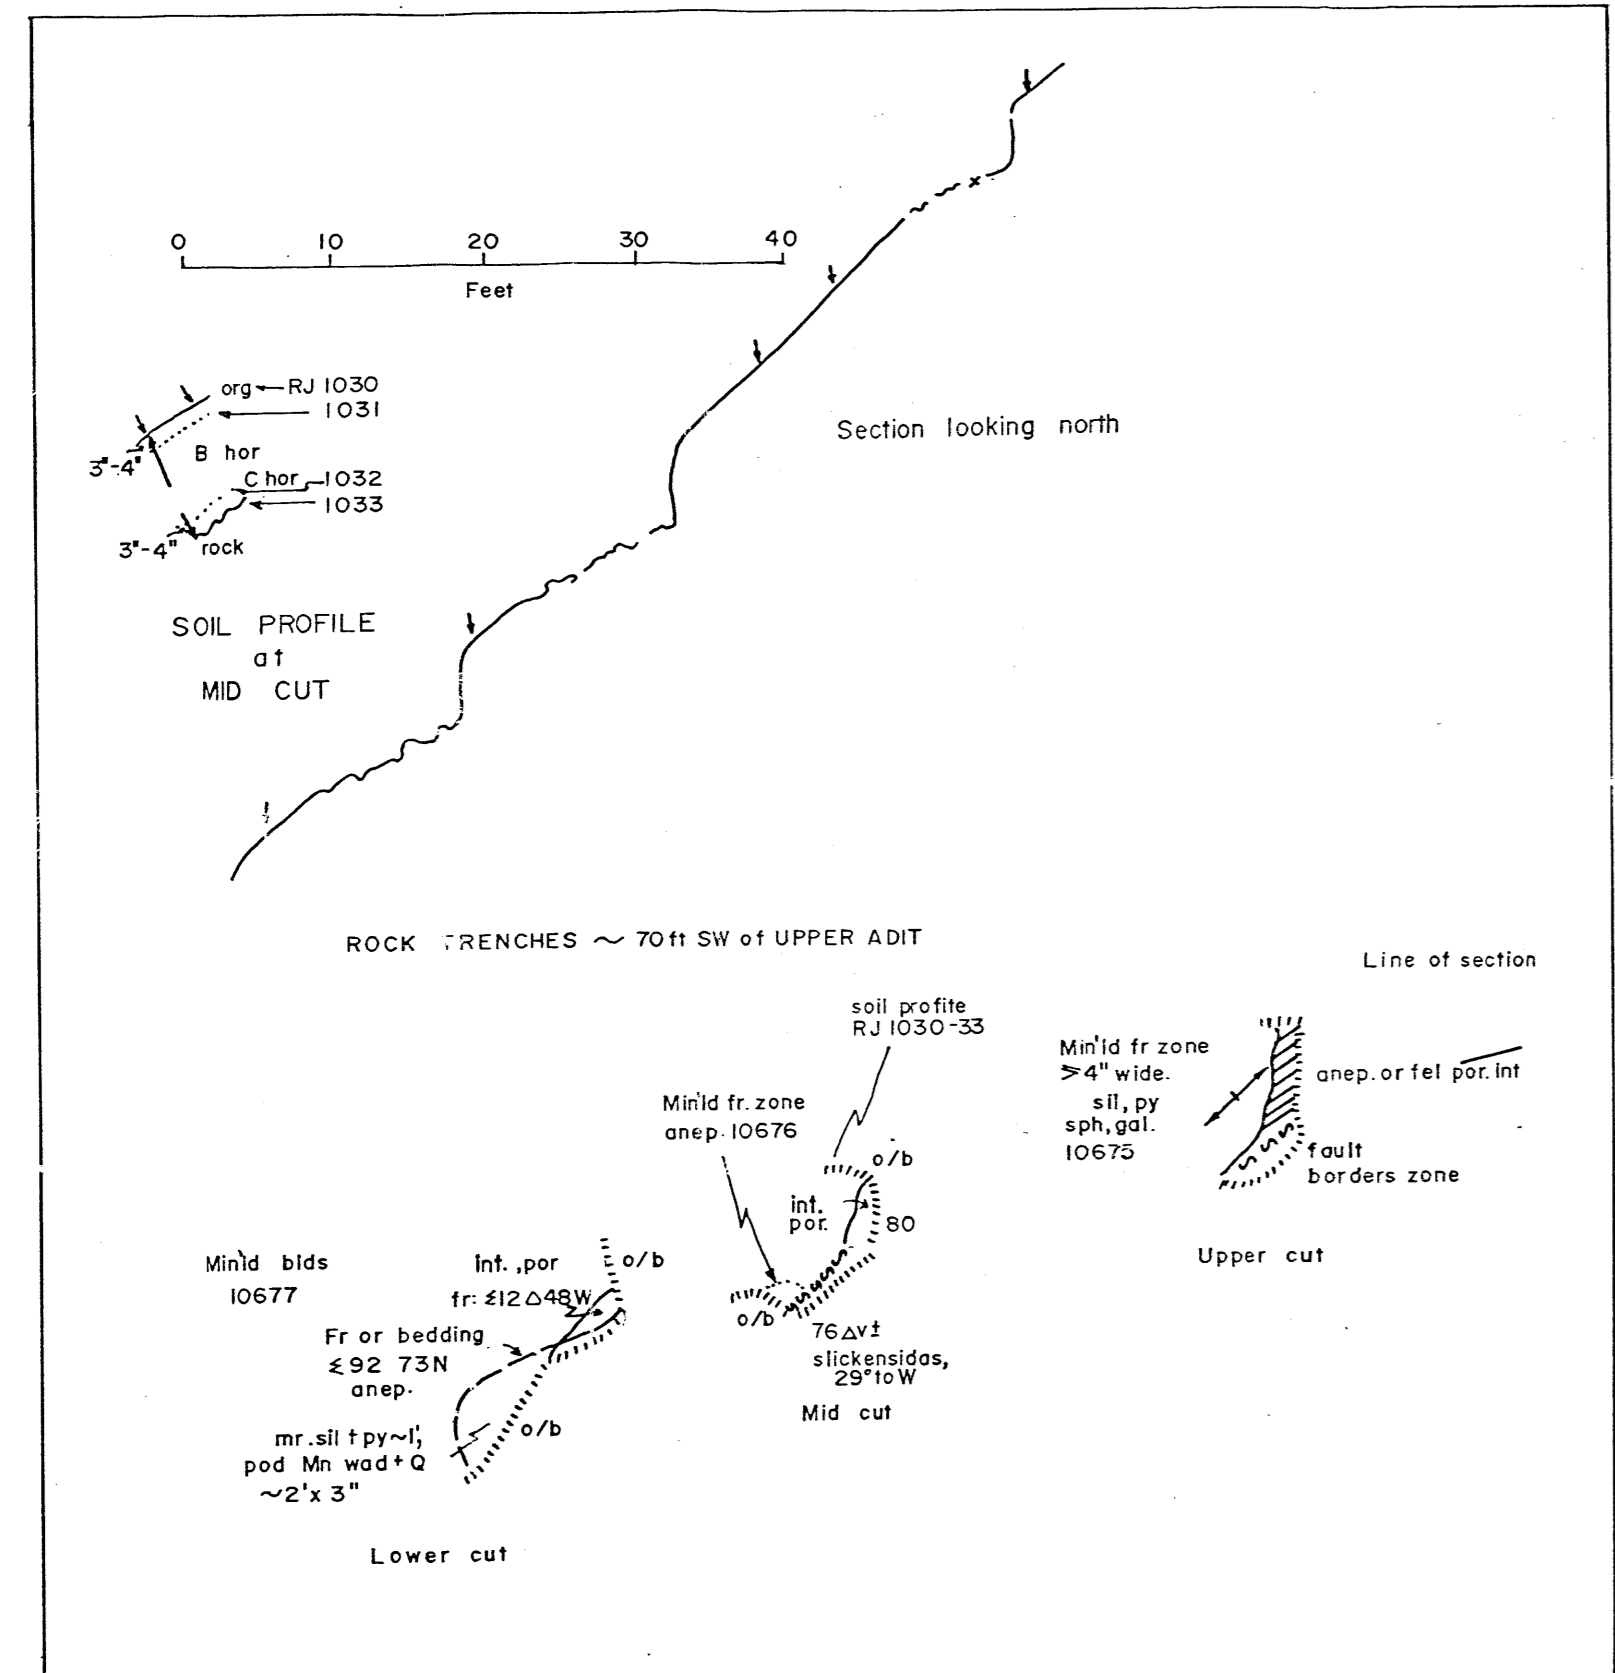 0 10 20 30 40
Feet
org ← RJ 1030
1031
3"-4"
B hor
C hor 1032
1033
3"-4" rock
SOIL PROFILE
at
MID CUT
Section looking north
ROCK TRENCHES ~ 70ft SW of UPPER ADIT
Line of section
soil profite
RJ 1030-33
Min'ld fr. zone
anep. 10676
o/b
int.
por.
80
o/b
76 Δ v ±
slickensidas,
29° to W
Mid cut
Min'ld fr zone
⩾4" wide.
sil, py
sph, gal.
10675
anep. or fel por. int
fault
borders zone
Upper cut
Min'ld blds
10677
int., por
o/b
fr: ≤12 Δ 48W
Fr or bedding
≤92 73N
anep.
o/b
mr. sil + py ~1',
pod Mn wad + Q
~2' x 3"
Lower cut